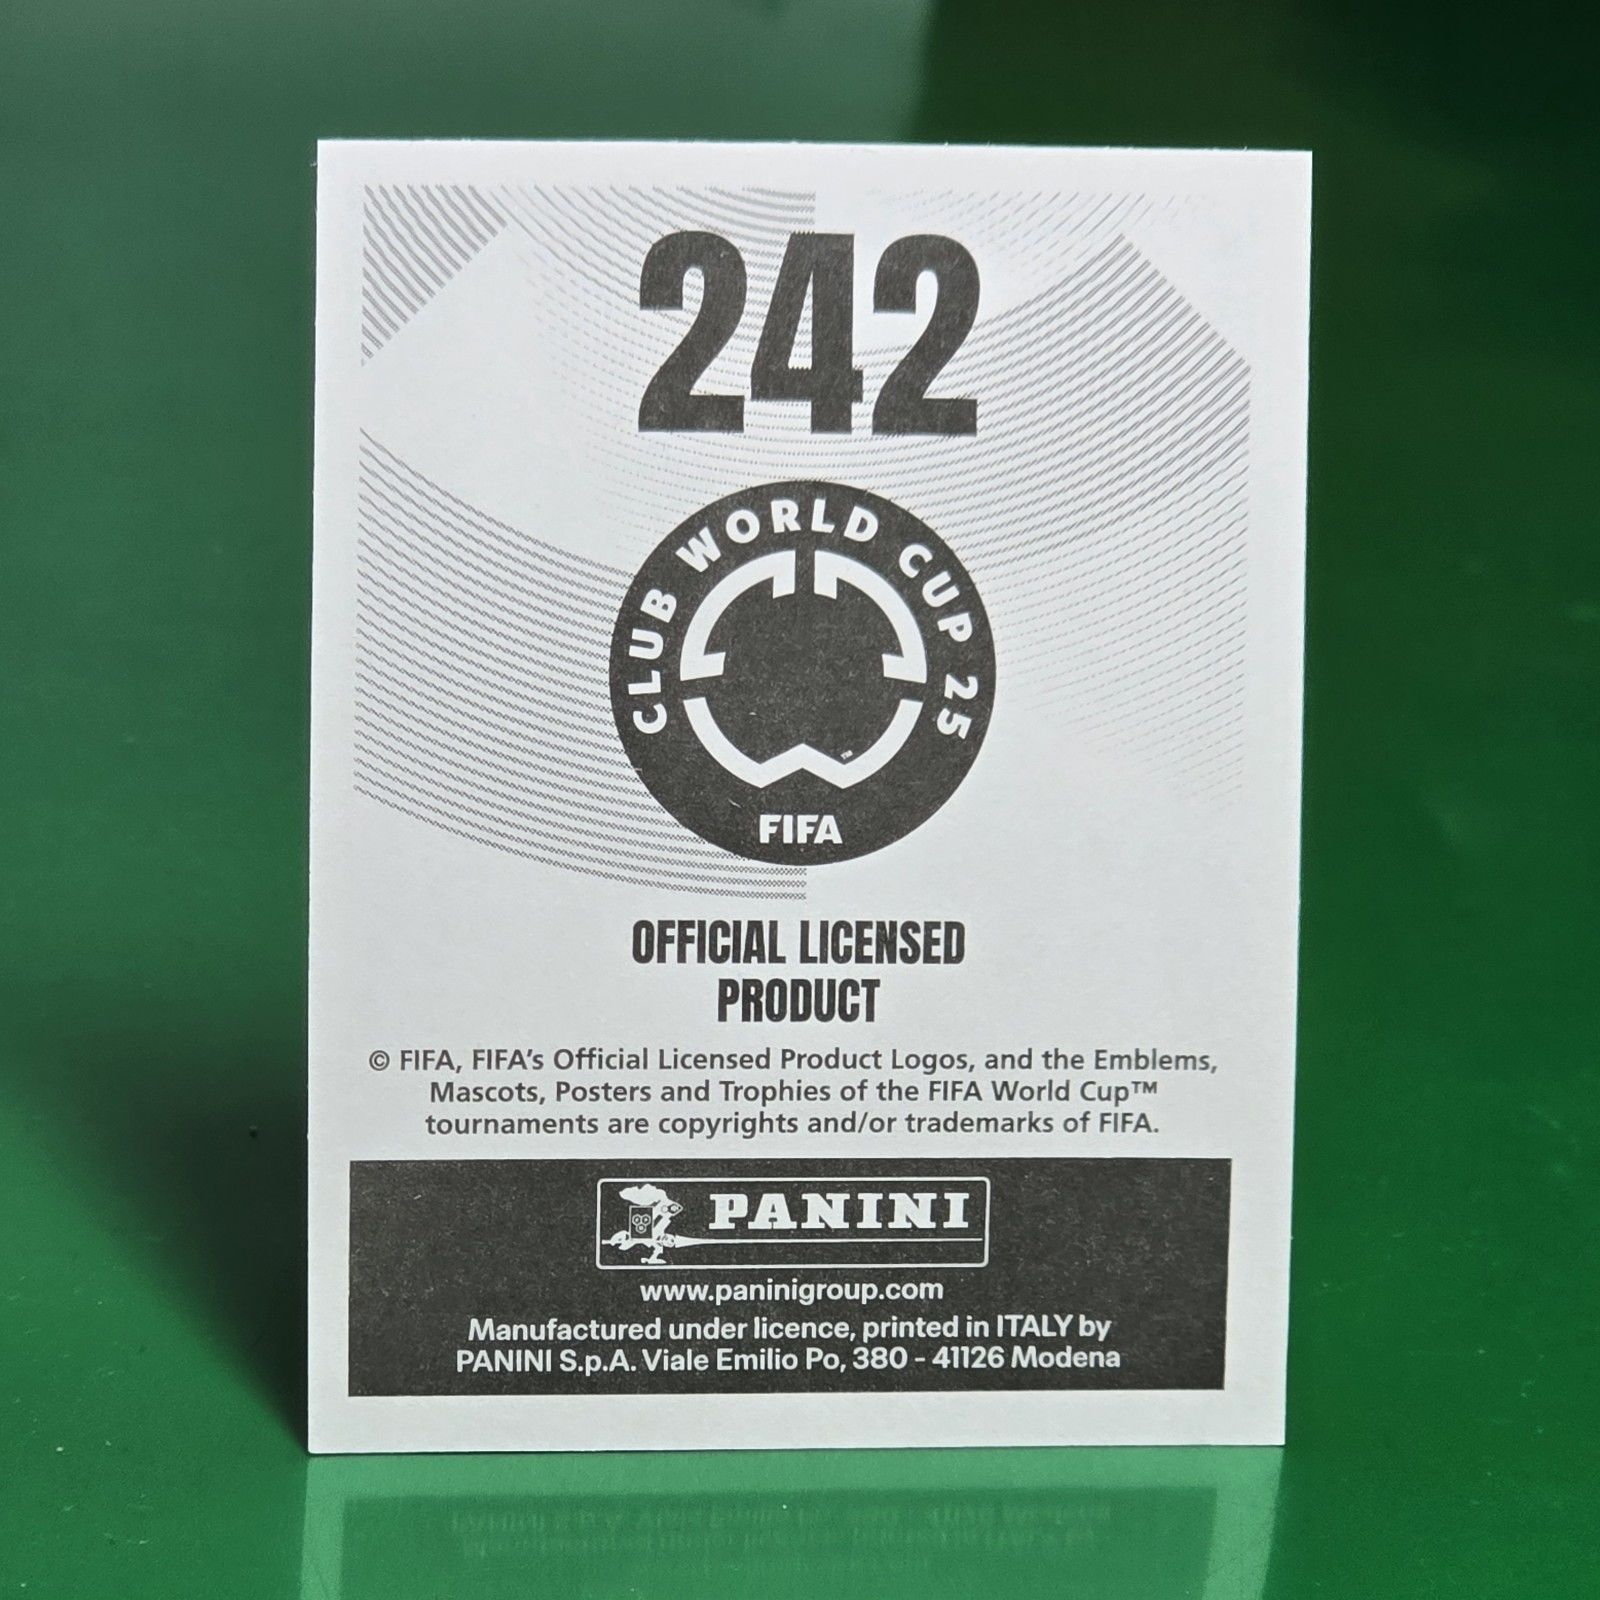 242
CLUB WORLD CUP 25
™
FIFA
OFFICIAL LICENSED
PRODUCT
© FIFA, FIFA's Official Licensed Product Logos, and the Emblems,
Mascots, Posters and Trophies of the FIFA World Cup™
tournaments are copyrights and/or trademarks of FIFA.
PANINI
www.paninigroup.com
Manufactured under licence, printed in ITALY by
PANINI S.p.A. Viale Emilio Po, 380 - 41126 Modena